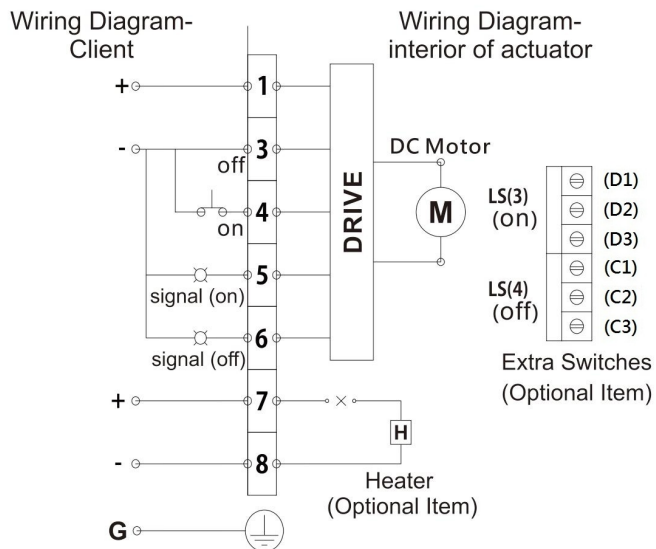 Wiring Diagram-
Client
Wiring Diagram-
interior of actuator
+
1
-
3
off
4
on
5
signal (on)
6
signal (off)
DRIVE
DC Motor
M
LS(3)
(on)
(D1)
(D2)
(D3)
LS(4)
(off)
(C1)
(C2)
(C3)
Extra Switches
(Optional Item)
+
7
H
-
8
Heater
(Optional Item)
G